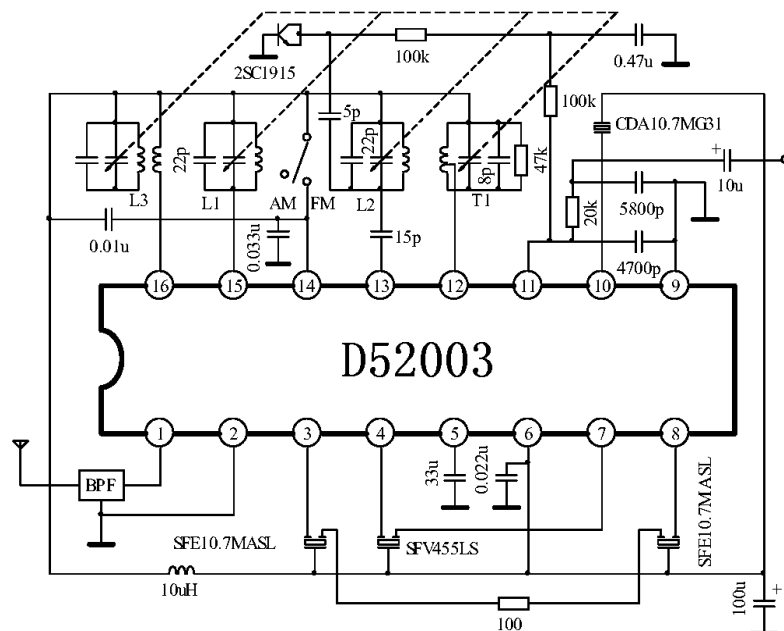 2SC1915
100k
0.47u
100k
CDA10.7MG31
5p
22p
22p
8p
47k
10u
L3
L1
AM
FM
L2
T1
20k
5800p
0.01u
0.033u
15p
4700p
16
15
14
13
12
11
10
9
D52003
1
2
3
4
5
6
7
8
BPF
33u
0.022u
SFE10.7MASL
SFV455LS
SFE10.7MASL
10uH
100
100u
+
+